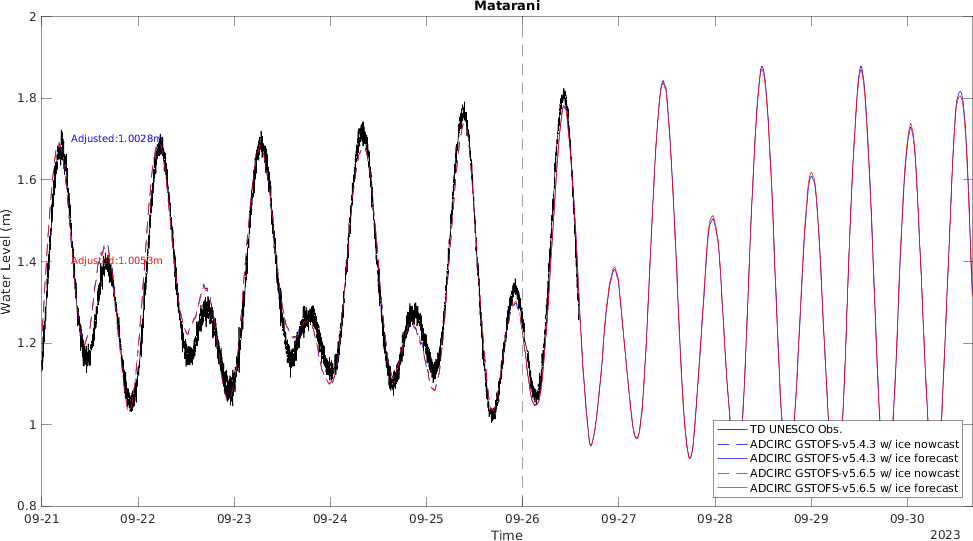 Matarani
2
1.8
1.6
1.4
1.2
1
0.8
Water Level (m)
Adjusted:1.0028m
Adjusted:1.0053m
TD UNESCO Obs.
ADCIRC GSTOFS-v5.4.3 w/ ice nowcast
ADCIRC GSTOFS-v5.4.3 w/ ice forecast
ADCIRC GSTOFS-v5.6.5 w/ ice nowcast
ADCIRC GSTOFS-v5.6.5 w/ ice forecast
09-21 09-22 09-23 09-24 09-25 09-26 09-27 09-28 09-29 09-30
Time
2023